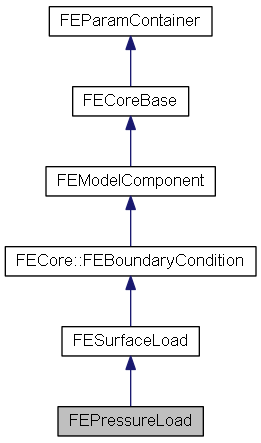 FEParamContainer
FECoreBase
FEModelComponent
FECore::FEBoundaryCondition
FESurfaceLoad
FEPressureLoad